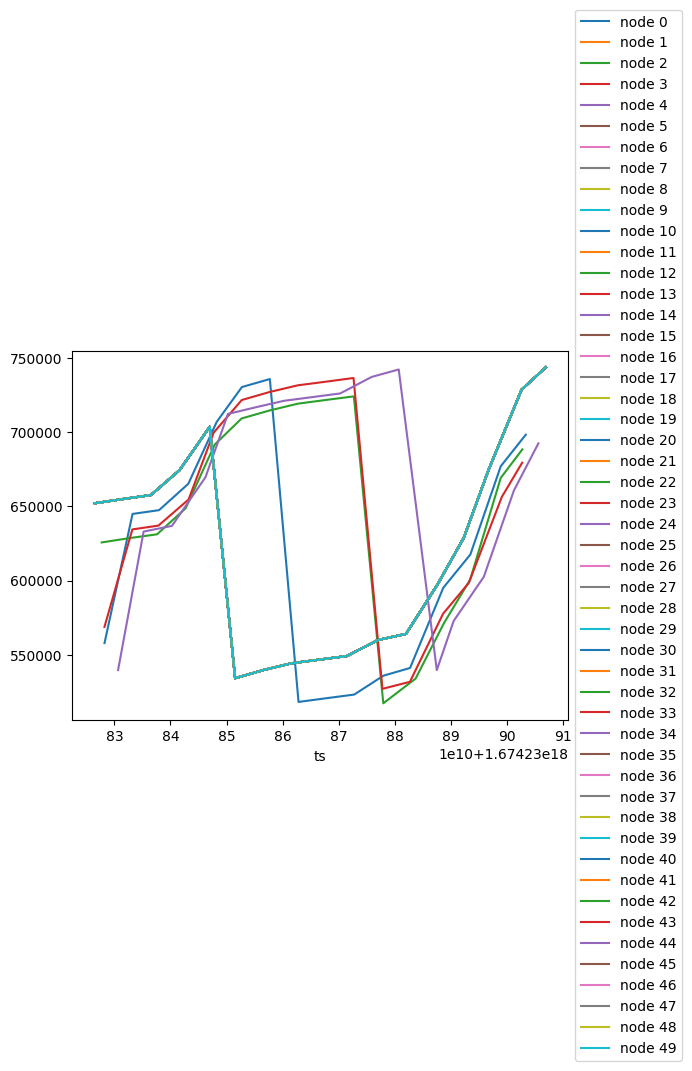 750000
700000
650000
600000
550000
83 84 85 86 87 88 89 90 91
1e10+1.67423e18
ts
node 0
node 1
node 2
node 3
node 4
node 5
node 6
node 7
node 8
node 9
node 10
node 11
node 12
node 13
node 14
node 15
node 16
node 17
node 18
node 19
node 20
node 21
node 22
node 23
node 24
node 25
node 26
node 27
node 28
node 29
node 30
node 31
node 32
node 33
node 34
node 35
node 36
node 37
node 38
node 39
node 40
node 41
node 42
node 43
node 44
node 45
node 46
node 47
node 48
node 49